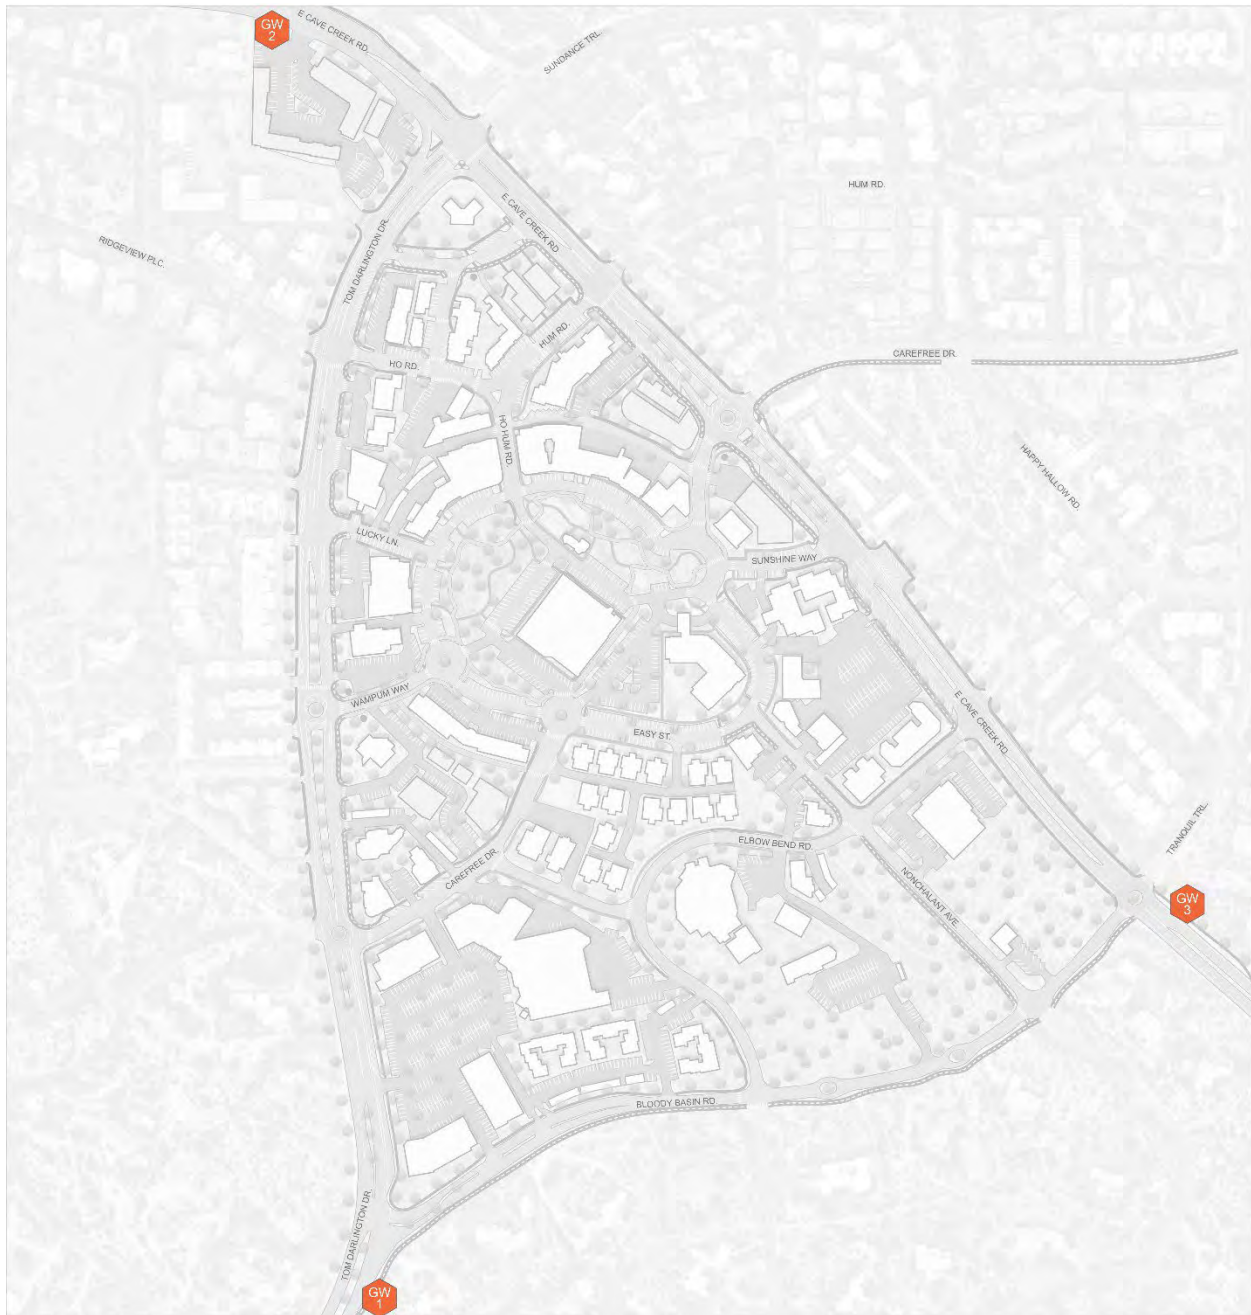 GW
2
E CAVE CREEK RD.
SUNDANCE TRL.
HUM RD.
E CAVE CREEK RD.
TOM DARLINGTON DR.
RIDGEVIEW PLC.
HUM RD.
CAREFREE DR.
HO RD.
HO HUM RD.
HAPPY HALLOW RD.
LUCKY LN.
SUNSHINE WAY
WAMPUM WAY
E CAVE CREEK RD.
EASY ST.
TRANQUIL TRL.
ELBOW BEND RD.
CAREFREE DR.
NONCHALANT AVE
GW
3
BLOODY BASIN RD.
TOM DARLINGTON DR.
GW
1